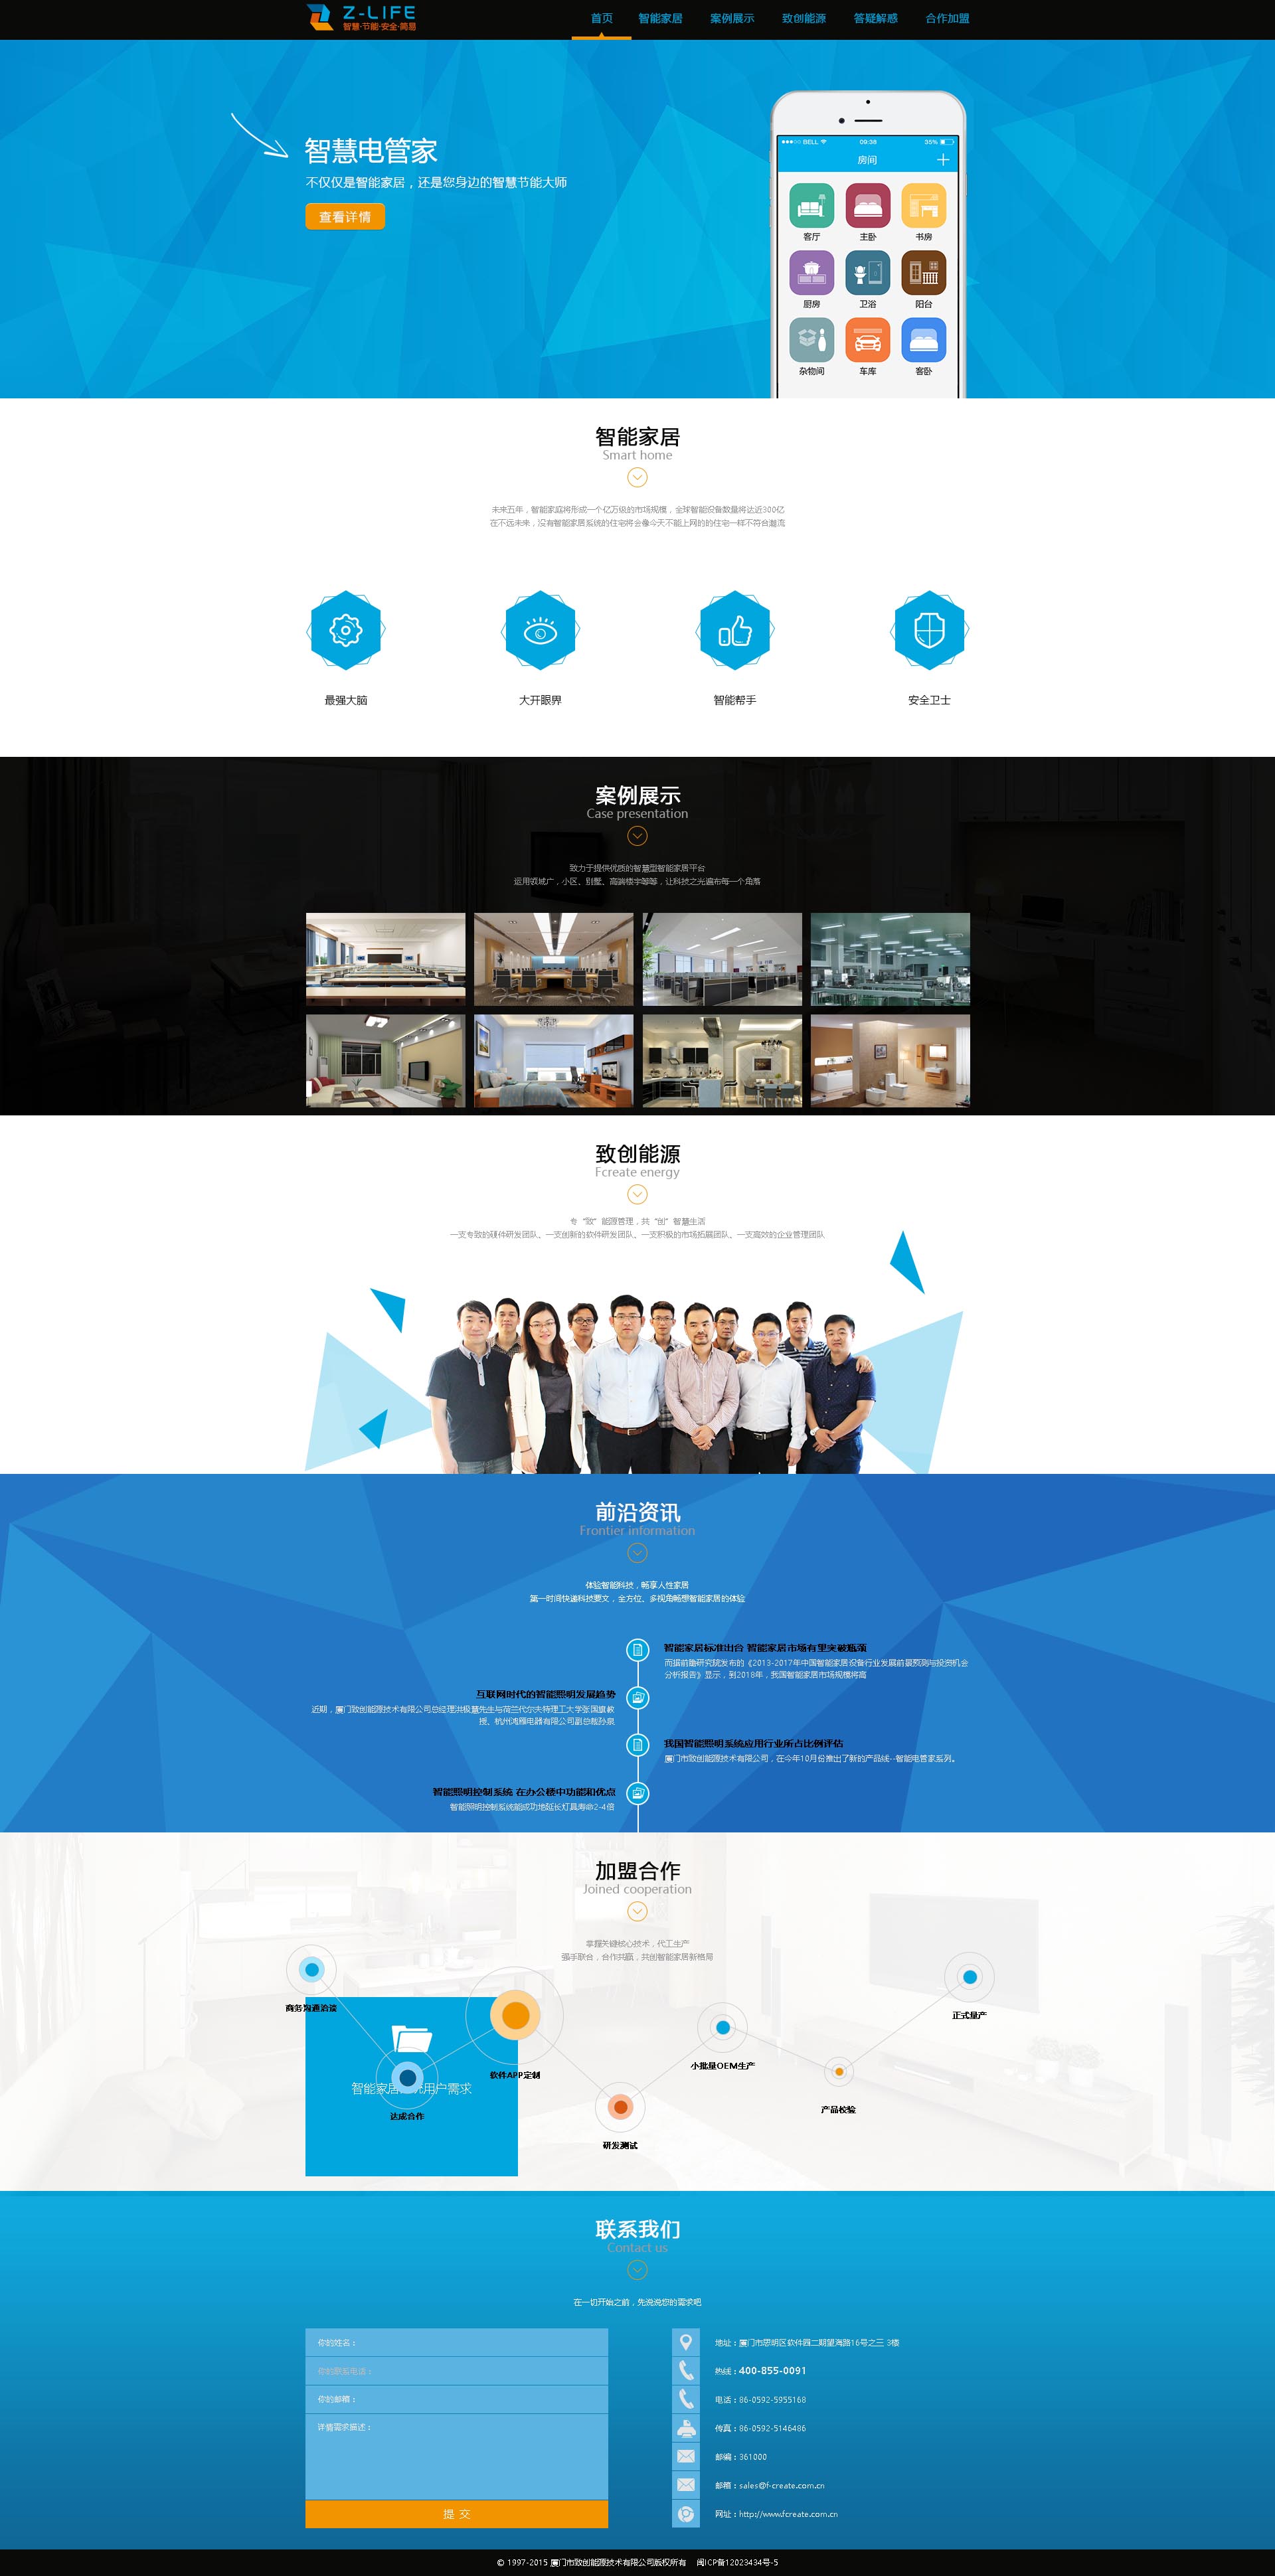 Z-LIFE
智慧·节能·安全·简易
首页 智能家居 案例展示 致创能源 答疑解惑 合作加盟
智慧电管家
不仅仅是智能家居，还是您身边的智慧节能大师
查看详情
BELL 09:38 35%
房间
客厅 主卧 书房
厨房 卫浴 阳台
杂物间 车库 客卧
智能家居
Smart home
未来五年，智能家庭将形成一个亿万级的市场规模，全球智能设备数量将达近300亿
在不远未来，没有智能家居系统的住宅将会像今天不能上网的的住宅一样不符合潮流
最强大脑 大开眼界 智能帮手 安全卫士
案例展示
Case presentation
致力于提供优质的智慧型智能家居平台
运用领域广，小区、别墅、高端楼宇等等，让科技之光遍布每一个角落
致创能源
Fcreate energy
专“致”能源管理，共“创”智慧生活
一支专致的硬件研发团队、一支创新的软件研发团队、一支积极的市场拓展团队、一支高效的企业管理团队
前沿资讯
Frontier information
体验智能科技，畅享人性家居
第一时间快递科技要文，全方位、多视角畅想智能家居的体验
智能家居标准出台 智能家居市场有里突破瓶颈
而据前瞻研究院发布的《2013-2017年中国智能家居设备行业发展前景预测与投资机会
分析报告》显示，到2018年，我国智能家居市场规模将高
互联网时代的智能照明发展趋势
近期，厦门致创能源技术有限公司总经理洪极慧先生与荷兰代尔夫特理工大学张国旗教
授、杭州鸿雁电器有限公司副总裁孙泉
我国智能照明系统应用行业所占比例评估
厦门市致创能源技术有限公司，在今年10月份推出了新的产品线--智能电管家系列。
智能照明控制系统 在办公楼中功能和优点
智能照明控制系统能成功地延长灯具寿命2-4倍
加盟合作
Joined cooperation
掌握关键核心技术，代工生产
强手联合，合作共赢，共创智能家居新格局
商务沟通洽谈
智能家居 用户需求
达成合作
软件APP定制
研发测试
小批量OEM生产
产品检验
正式量产
联系我们
Contact us
在一切开始之前，先说说您的需求吧
你的姓名：
你的联系电话：
你的邮箱：
详情需求描述：
提 交
地址：厦门市思明区软件园二期望海路16号之三 3楼
热线：400-855-0091
电话：86-0592-5955168
传真：86-0592-5146486
邮编：361000
邮箱：sales@f-create.com.cn
网址：http://www.fcreate.com.cn
© 1997-2015 厦门市致创能源技术有限公司版权所有 闽ICP备12023434号-5